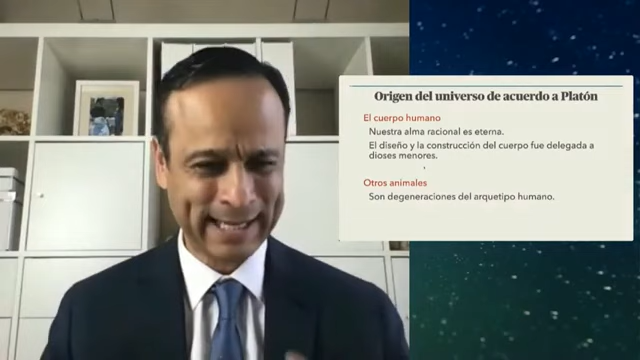 Origen del universo de acuerdo a Platón
El cuerpo humano
Nuestra alma racional es eterna.
El diseño y la construcción del cuerpo fue delegada a
dioses menores.
Otros animales
Son degeneraciones del arquetipo humano.